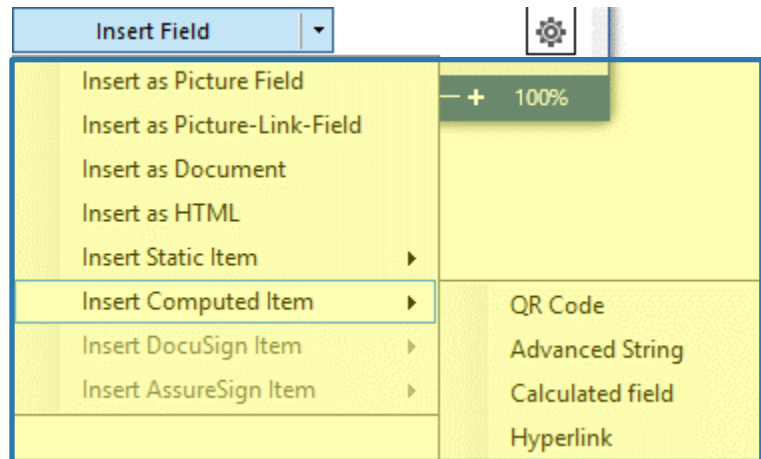 Insert Field
Insert as Picture Field
— + 100%
Insert as Picture-Link-Field
Insert as Document
Insert as HTML
Insert Static Item
Insert Computed Item
QR Code
Insert DocuSign Item
Advanced String
Insert AssureSign Item
Calculated field
Hyperlink